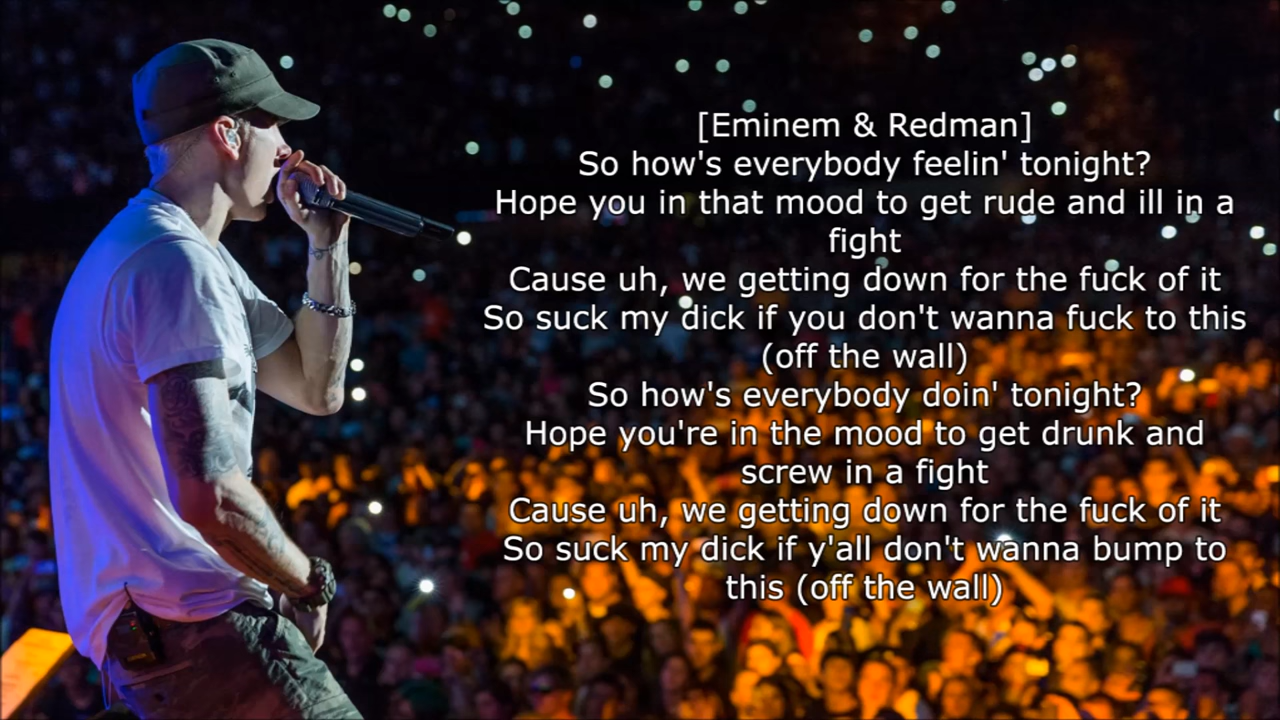 [Eminem & Redman]
So how's everybody feelin' tonight?
Hope you in that mood to get rude and ill in a
fight
Cause uh, we getting down for the fuck of it
So suck my dick if you don't wanna fuck to this
(off the wall)
So how's everybody doin' tonight?
Hope you're in the mood to get drunk and
screw in a fight
Cause uh, we getting down for the fuck of it
So suck my dick if y'all don't wanna bump to
this (off the wall)